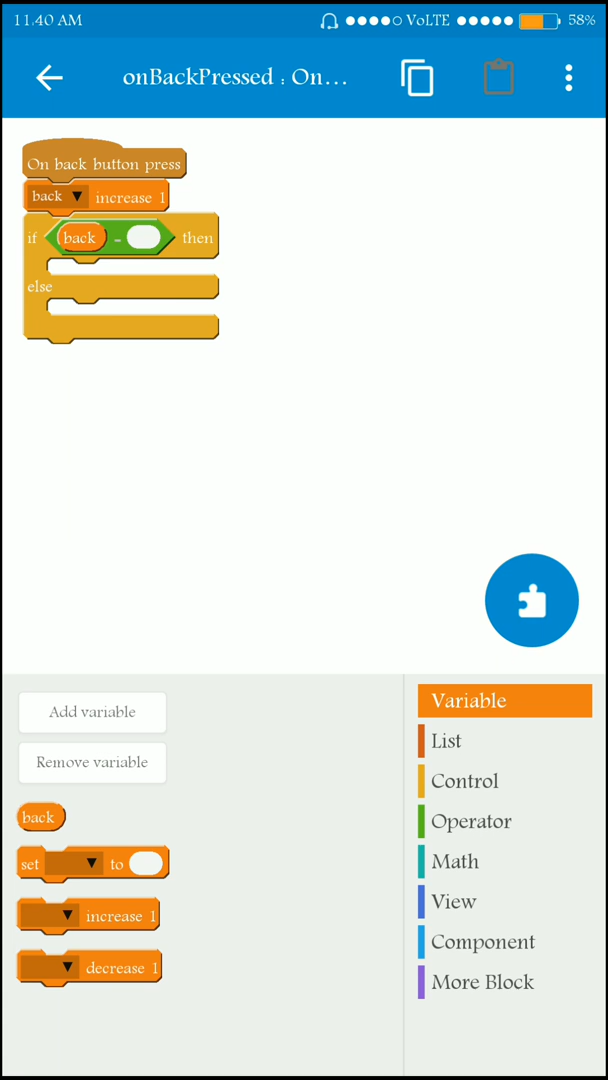 11.40 AM VoLTE 58%
onBackPressed : On...
On back button press
back ▼ increase 1
if back = then
else
Add variable
Remove variable
back
set ▼ to
▼ increase 1
▼ decrease 1
Variable
List
Control
Operator
Math
View
Component
More Block